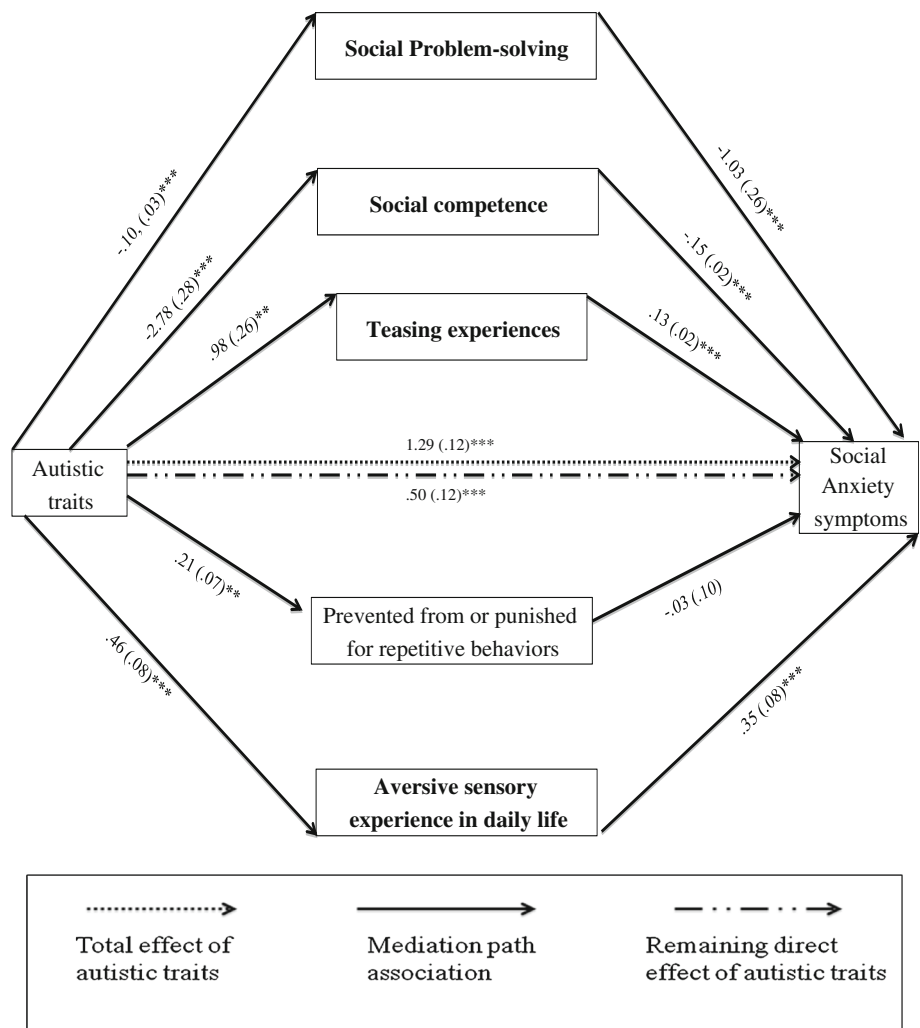 Social Problem-solving
-.10, (.03)***
-1.03 (.26)***
Social competence
-2.78 (.28)***
-.15 (.02)***
Teasing experiences
.98 (.26)**
.13 (.02)***
1.29 (.12)***
Autistic
traits
Social
Anxiety
symptoms
.50 (.12)***
.21 (.07)**
-.03 (.10)
Prevented from or punished
for repetitive behaviors
.46 (.08)***
.35 (.08)***
Aversive sensory
experience in daily life
Total effect of
autistic traits
Mediation path
association
Remaining direct
effect of autistic traits